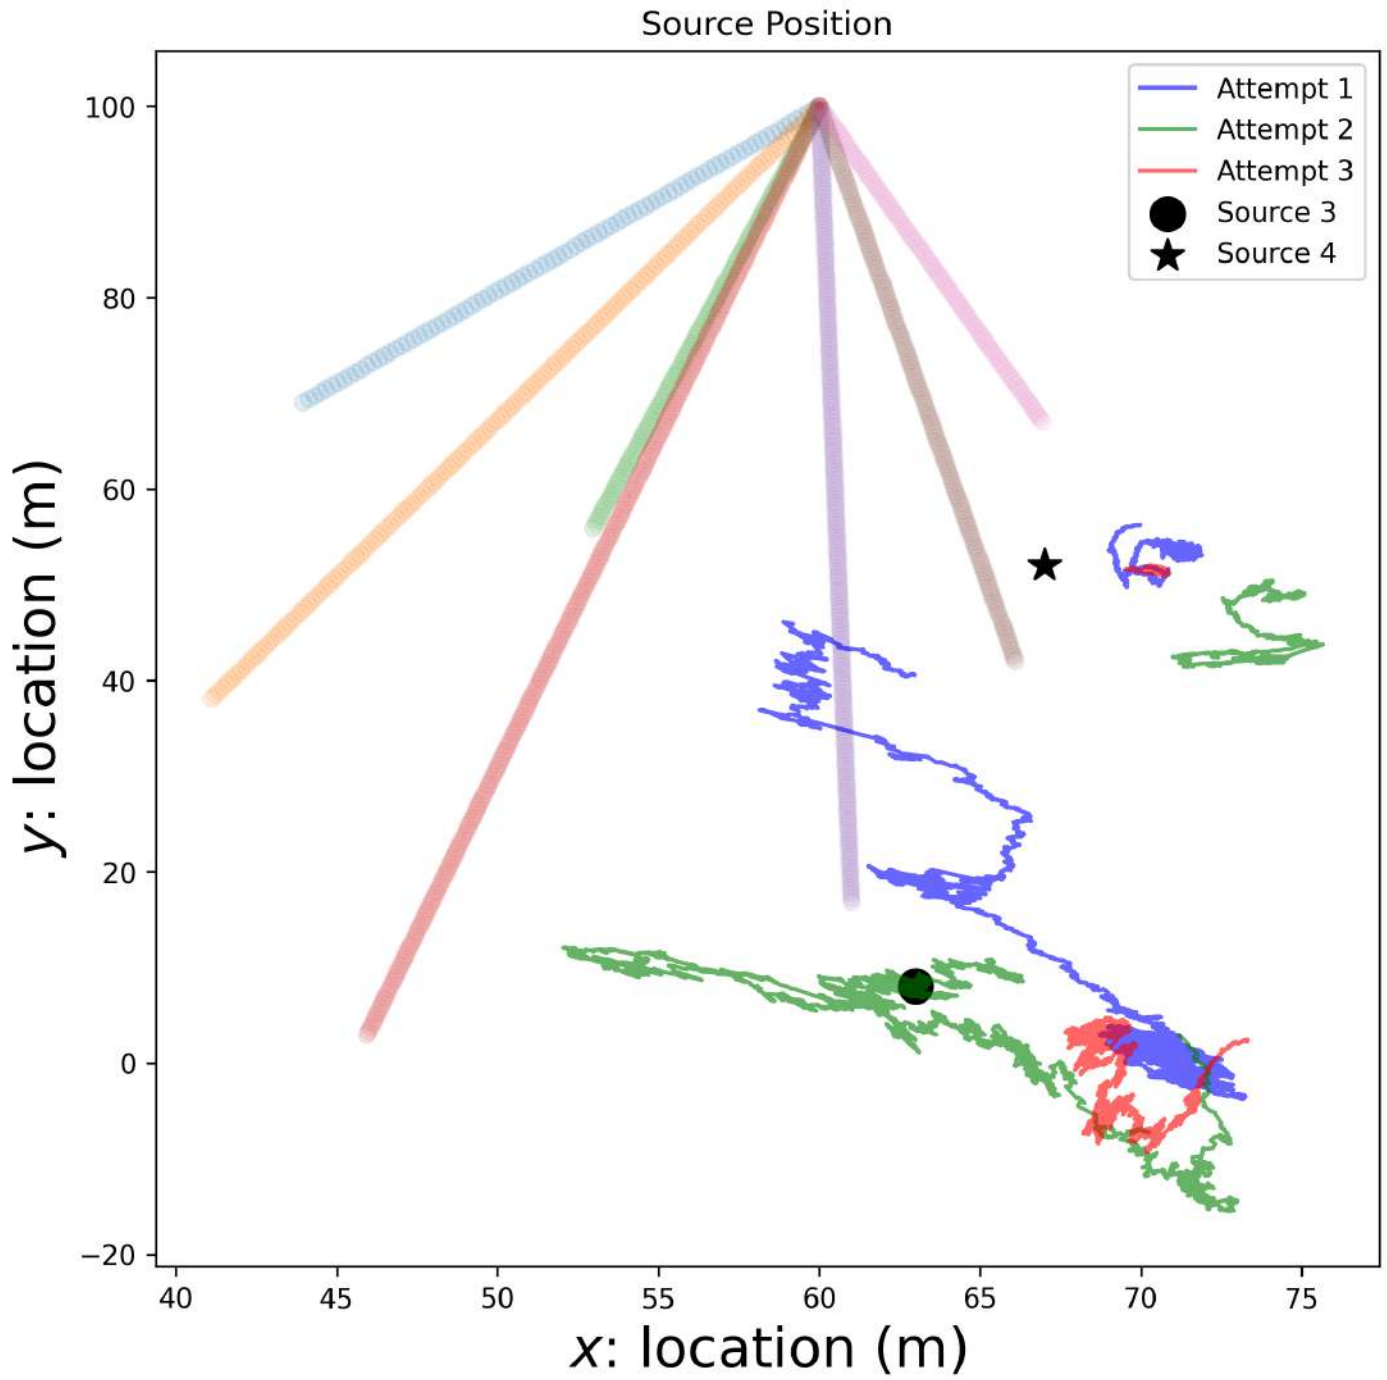 Source Position
Attempt 1
Attempt 2
Attempt 3
Source 3
Source 4
100
80
60
40
20
0
−20
y: location (m)
40 45 50 55 60 65 70 75
x: location (m)